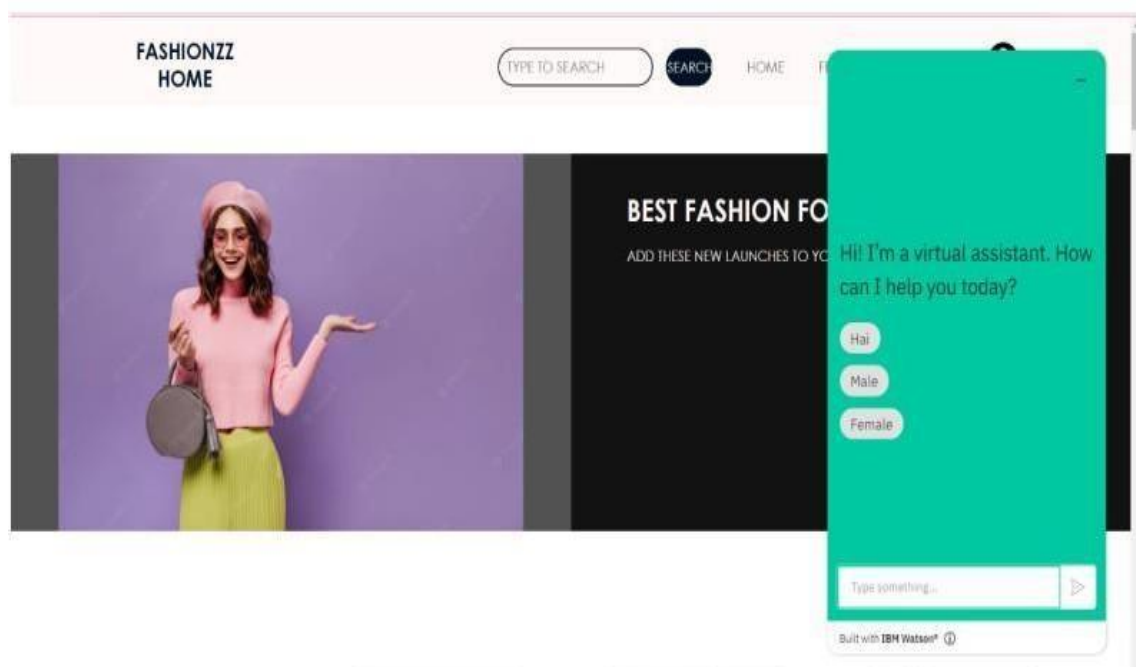 FASHIONZZ
HOME
TYPE TO SEARCH
SEARCH
HOME
BEST FASHION FO
ADD THESE NEW LAUNCHES TO YO
Hi! I'm a virtual assistant. How
can I help you today?
Hai
Male
Female
Type something...
Built with IBM Watson®